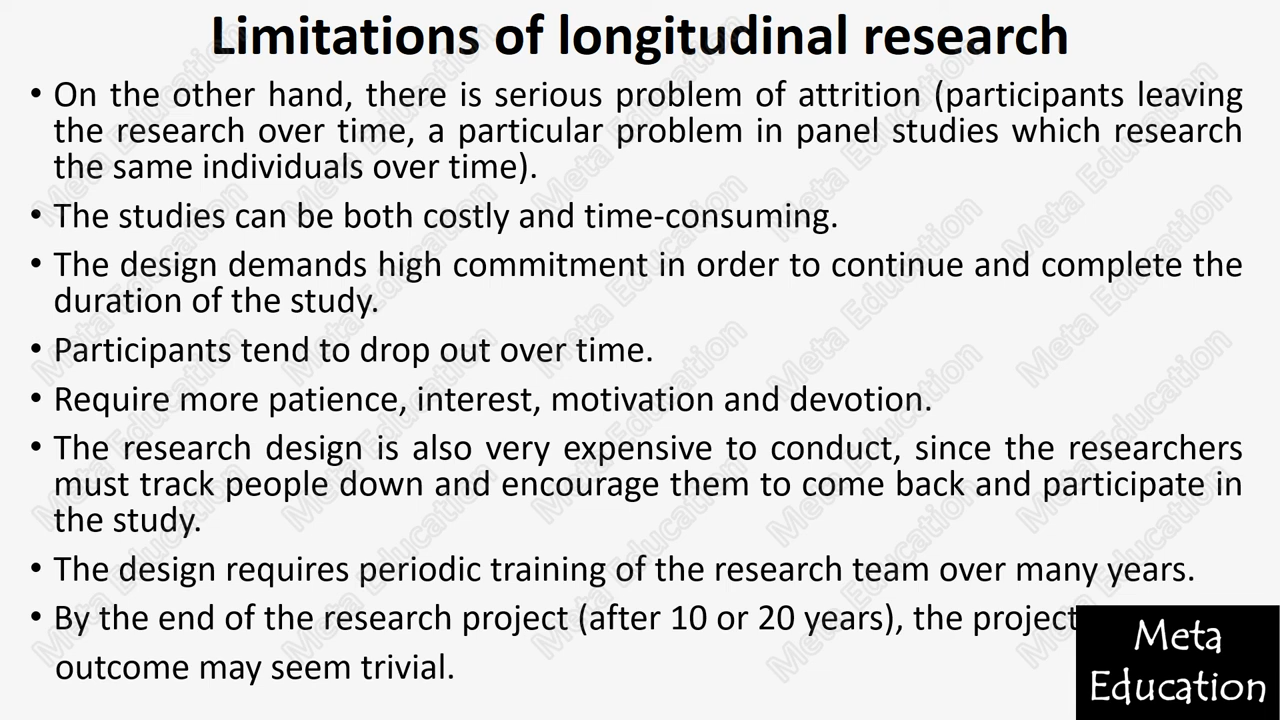 Limitations of longitudinal research
• On the other hand, there is serious problem of attrition (participants leaving
the research over time, a particular problem in panel studies which research
the same individuals over time).
• The studies can be both costly and time-consuming.
• The design demands high commitment in order to continue and complete the
duration of the study.
• Participants tend to drop out over time.
• Require more patience, interest, motivation and devotion.
• The research design is also very expensive to conduct, since the researchers
must track people down and encourage them to come back and participate in
the study.
• The design requires periodic training of the research team over many years.
• By the end of the research project (after 10 or 20 years), the project
outcome may seem trivial.
Meta
Education